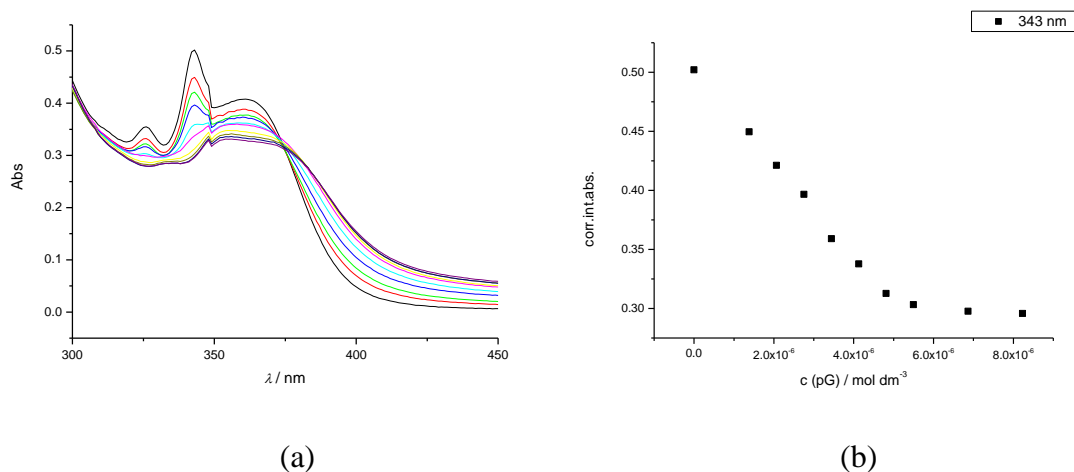 343 nm
0.5
0.4
0.3
0.2
0.1
0.0
Abs
300
350
400
450
λ / nm
(a)
0.50
0.45
0.40
0.35
0.30
corr.int.abs.
0.0
2.0x10⁻⁶
4.0x10⁻⁶
6.0x10⁻⁶
8.0x10⁻⁶
c (pG) / mol dm⁻³
(b)